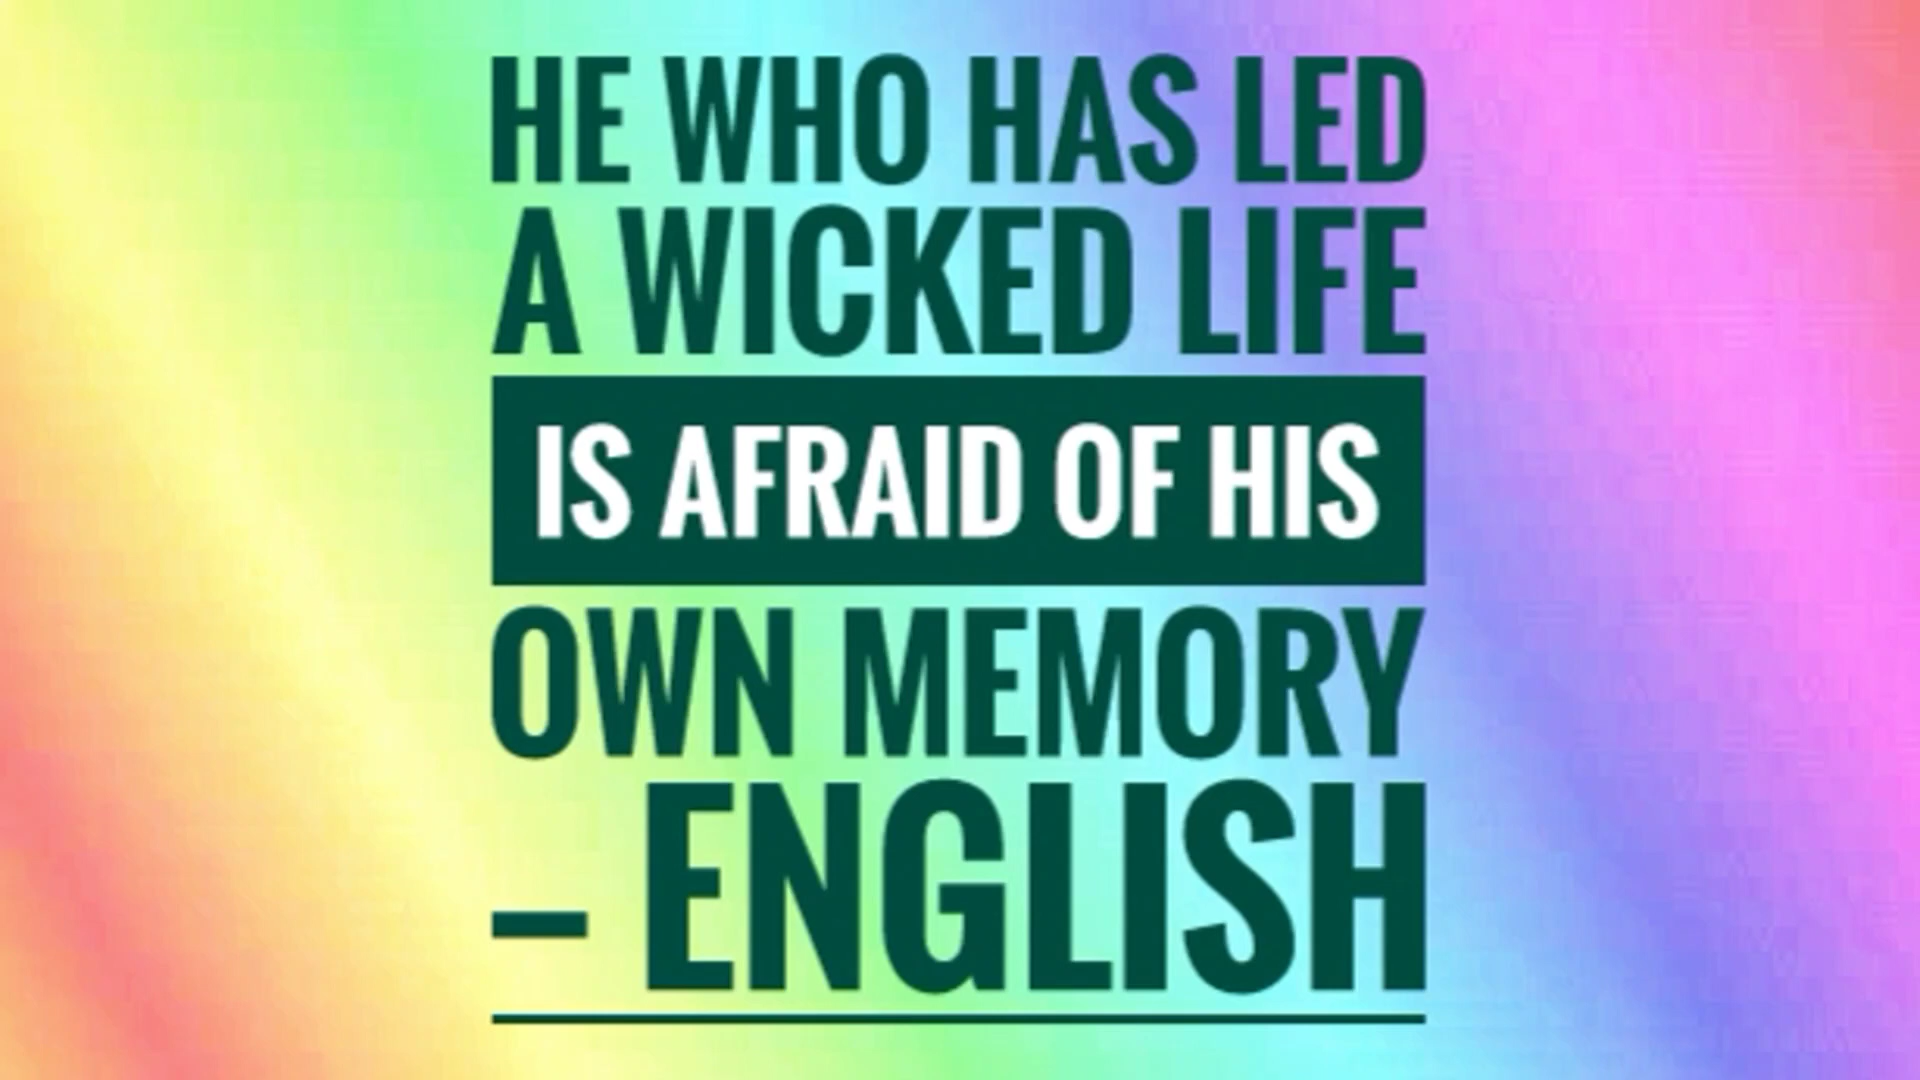 HE WHO HAS LED
A WICKED LIFE
IS AFRAID OF HIS
OWN MEMORY
– ENGLISH